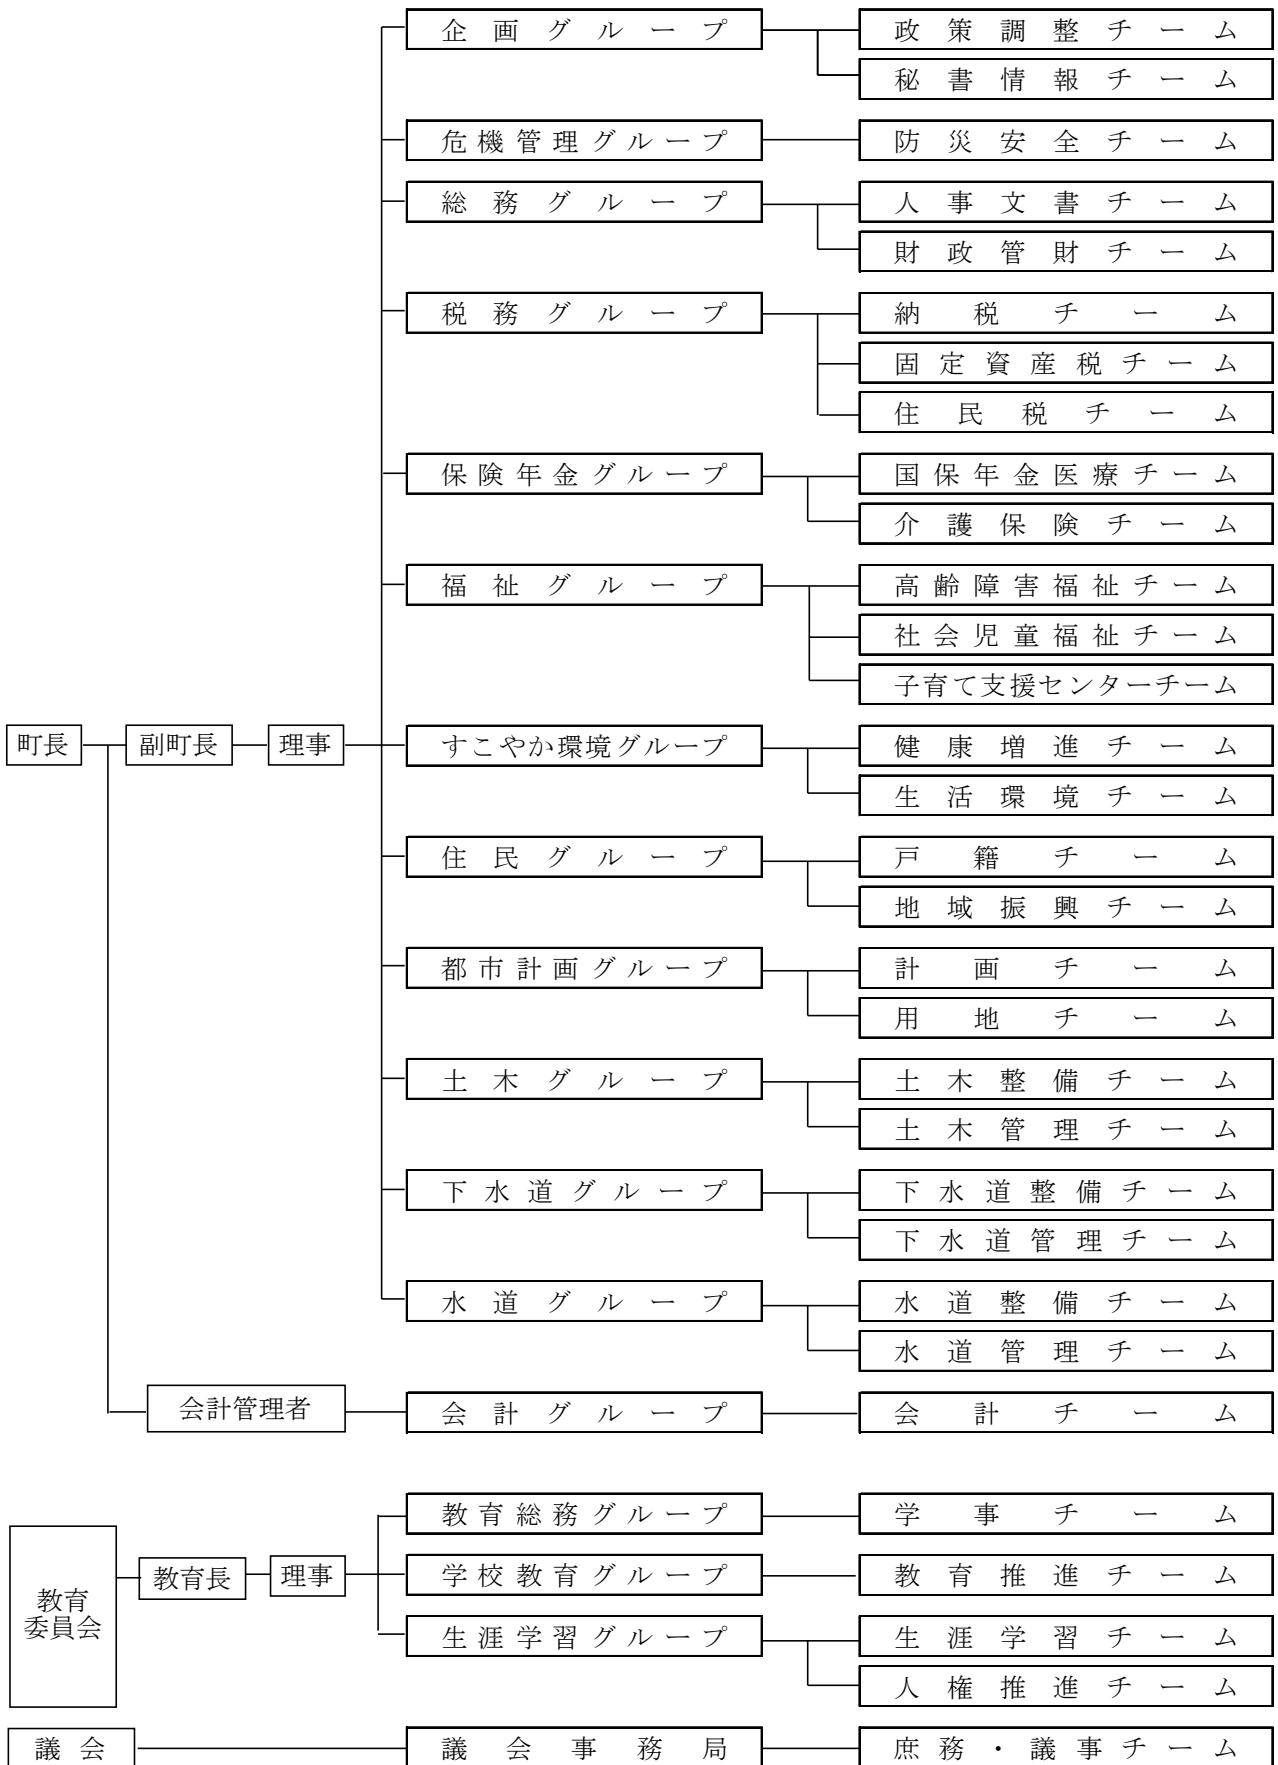 企画グループ 政策調整チーム
秘書情報チーム
危機管理グループ 防災安全チーム
総務グループ 人事文書チーム
財政管財チーム
税務グループ 納税チーム
固定資産税チーム
住民税チーム
保険年金グループ 国保年金医療チーム
介護保険チーム
福祉グループ 高齢障害福祉チーム
社会児童福祉チーム
子育て支援センターチーム
町長 副町長 理事 すこやか環境グループ 健康増進チーム
生活環境チーム
住民グループ 戸籍チーム
地域振興チーム
都市計画グループ 計画チーム
用地チーム
土木グループ 土木整備チーム
土木管理チーム
下水道グループ 下水道整備チーム
下水道管理チーム
水道グループ 水道整備チーム
水道管理チーム
会計管理者 会計グループ 会計チーム
教育総務グループ 学事チーム
教育
委員会
教育長 理事 学校教育グループ 教育推進チーム
生涯学習グループ 生涯学習チーム
人権推進チーム
議会 議会事務局 庶務・議事チーム